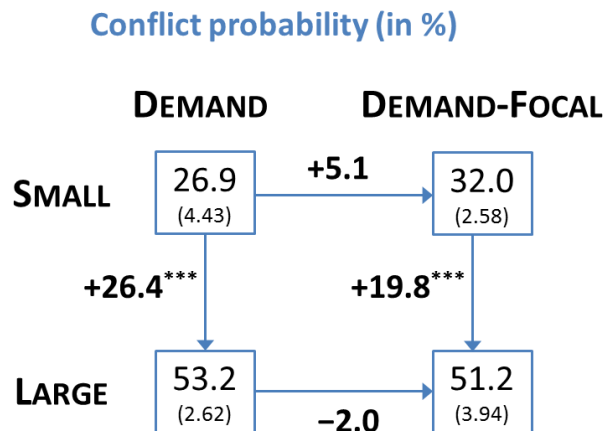 Conflict probability (in %)
DEMAND DEMAND-FOCAL
SMALL 26.9 (4.43) +5.1 32.0 (2.58)
+26.4*** +19.8***
LARGE 53.2 (2.62) −2.0 51.2 (3.94)